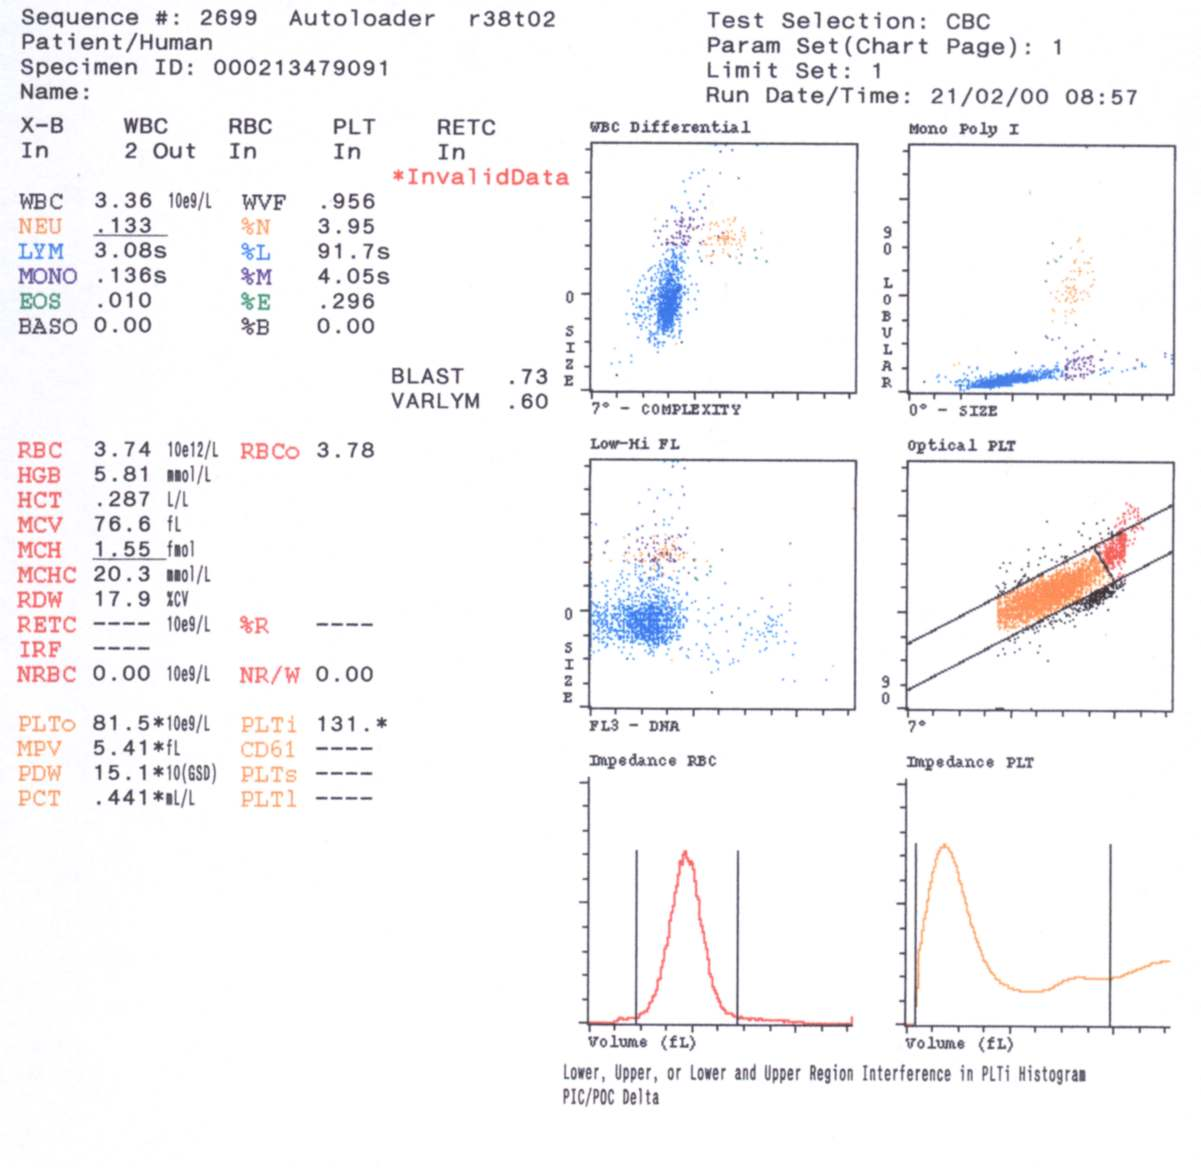 Sequence #: 2699 Autoloader r38t02
Patient/Human
Specimen ID: 000213479091
Name:
Test Selection: CBC
Param Set(Chart Page): 1
Limit Set: 1
Run Date/Time: 21/02/00 08:57
X-B WBC RBC PLT RETC
In 2 Out In In In
*InvalidData
WBC 3.36 10e9/L WVF .956
NEU .133 %N 3.95
LYM 3.08s %L 91.7s
MONO .136s %M 4.05s
EOS .010 %E .296
BASO 0.00 %B 0.00
BLAST .73
VARLYM .60
RBC 3.74 10e12/L RBCo 3.78
HGB 5.81 mmol/L
HCT .287 L/L
MCV 76.6 fL
MCH 1.55 fmol
MCHC 20.3 mmol/L
RDW 17.9 %CV
RETC ---- 10e9/L %R ----
IRF ----
NRBC 0.00 10e9/L NR/W 0.00
PLTo 81.5*10e9/L PLTi 131.*
MPV 5.41*fL CD61 ----
PDW 15.1*10(GSD) PLTs ----
PCT .441*mL/L PLTl ----
WBC Differential
0 SIZE
7° - COMPLEXITY
Mono Poly I
90 LOBULAR
0° - SIZE
Low-Hi FL
0 SIZE
FL3 - DNA
Optical PLT
90
7°
Impedance RBC
Volume (fL)
Impedance PLT
Volume (fL)
Lower, Upper, or Lower and Upper Region Interference in PLTi Histogram
PIC/POC Delta